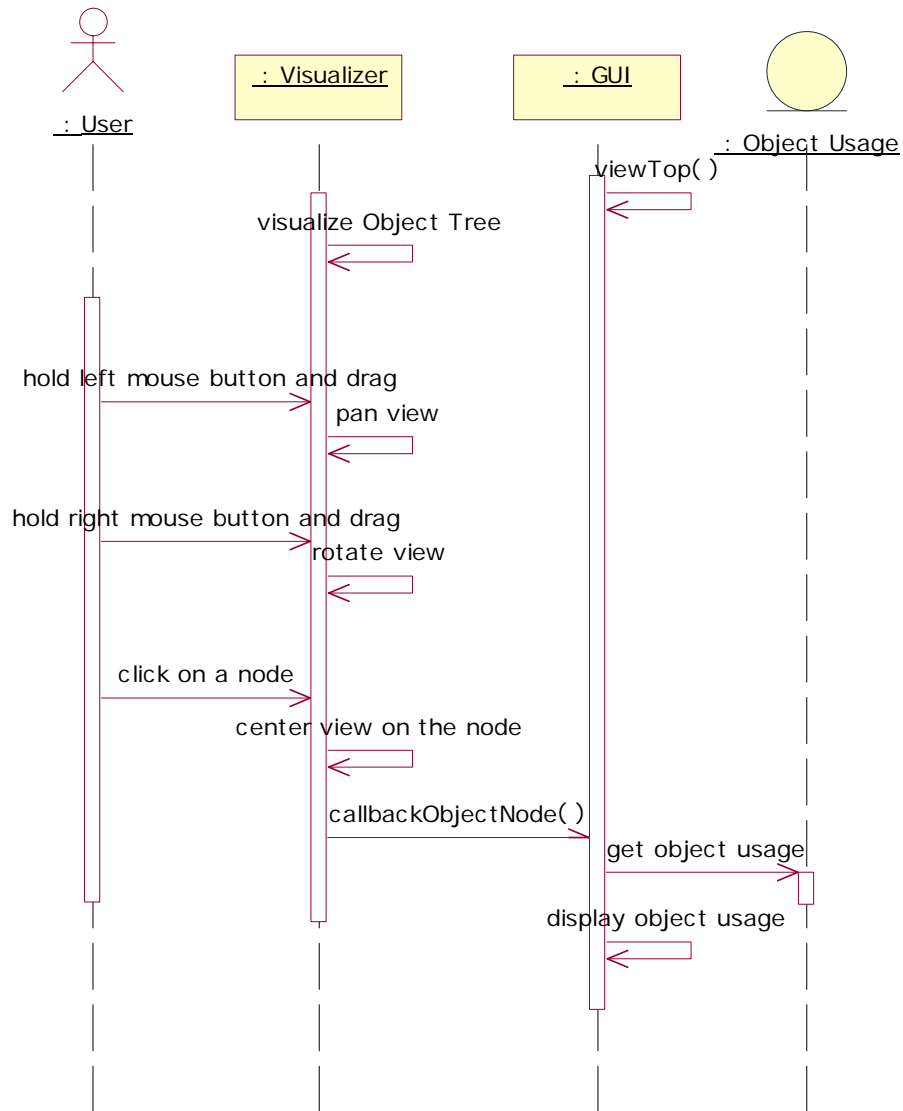 : User
: Visualizer
: GUI
: Object Usage
viewTop( )
visualize Object Tree
hold left mouse button and drag
pan view
hold right mouse button and drag
rotate view
click on a node
center view on the node
callbackObjectNode( )
get object usage
display object usage